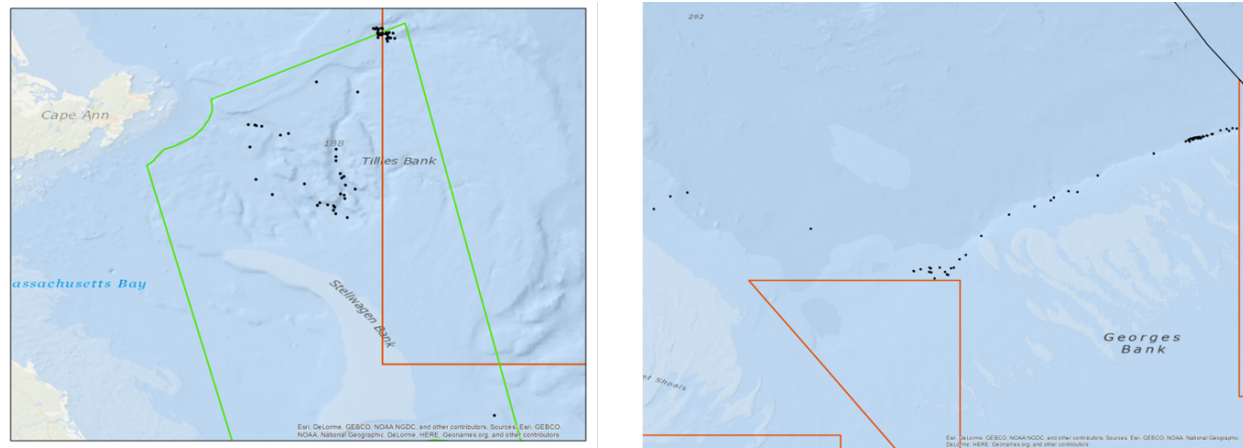 Cape Ann
188
Tillies Bank
assachusetts Bay
Stellwagen Bank
Esri, DeLorme, GEBCO, NOAA NGDC, and other contributors. Sources: Esri, GEBCO,
NOAA, National Geographic, DeLorme, HERE, Geonames.org, and other contributors
292
Georges
Bank
et Shoals
Esri, DeLorme, GEBCO, NOAA NGDC, and other contributors. Sources: Esri, GEBCO, NOAA, National Geographic,
DeLorme, HERE, Geonames.org, and other contributors